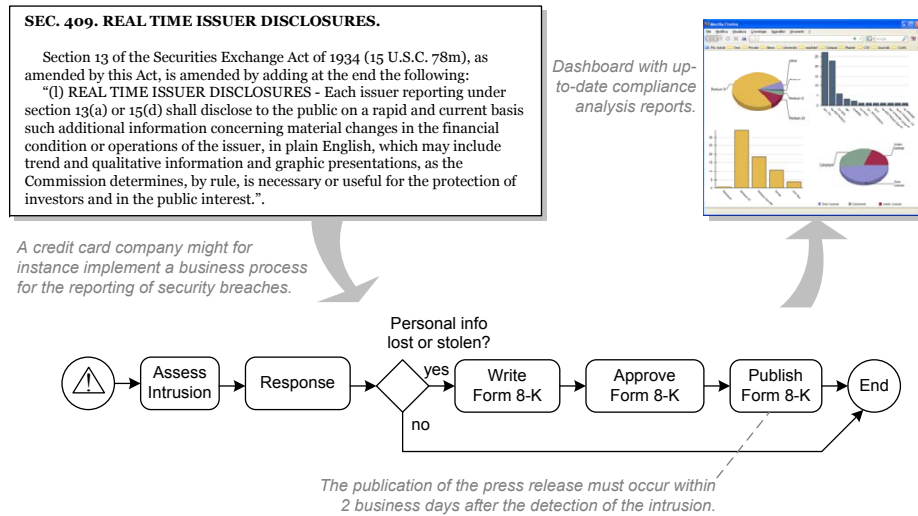 SEC. 409. REAL TIME ISSUER DISCLOSURES.
Section 13 of the Securities Exchange Act of 1934 (15 U.S.C. 78m), as
amended by this Act, is amended by adding at the end the following:
“(l) REAL TIME ISSUER DISCLOSURES - Each issuer reporting under
section 13(a) or 15(d) shall disclose to the public on a rapid and current basis
such additional information concerning material changes in the financial
condition or operations of the issuer, in plain English, which may include
trend and qualitative information and graphic presentations, as the
Commission determines, by rule, is necessary or useful for the protection of
investors and in the public interest.”.
Dashboard with up-
to-date compliance
analysis reports.
A credit card company might for
instance implement a business process
for the reporting of security breaches.
Personal info
lost or stolen?
Assess
Intrusion
Response
yes
no
Write
Form 8-K
Approve
Form 8-K
Publish
Form 8-K
End
The publication of the press release must occur within
2 business days after the detection of the intrusion.